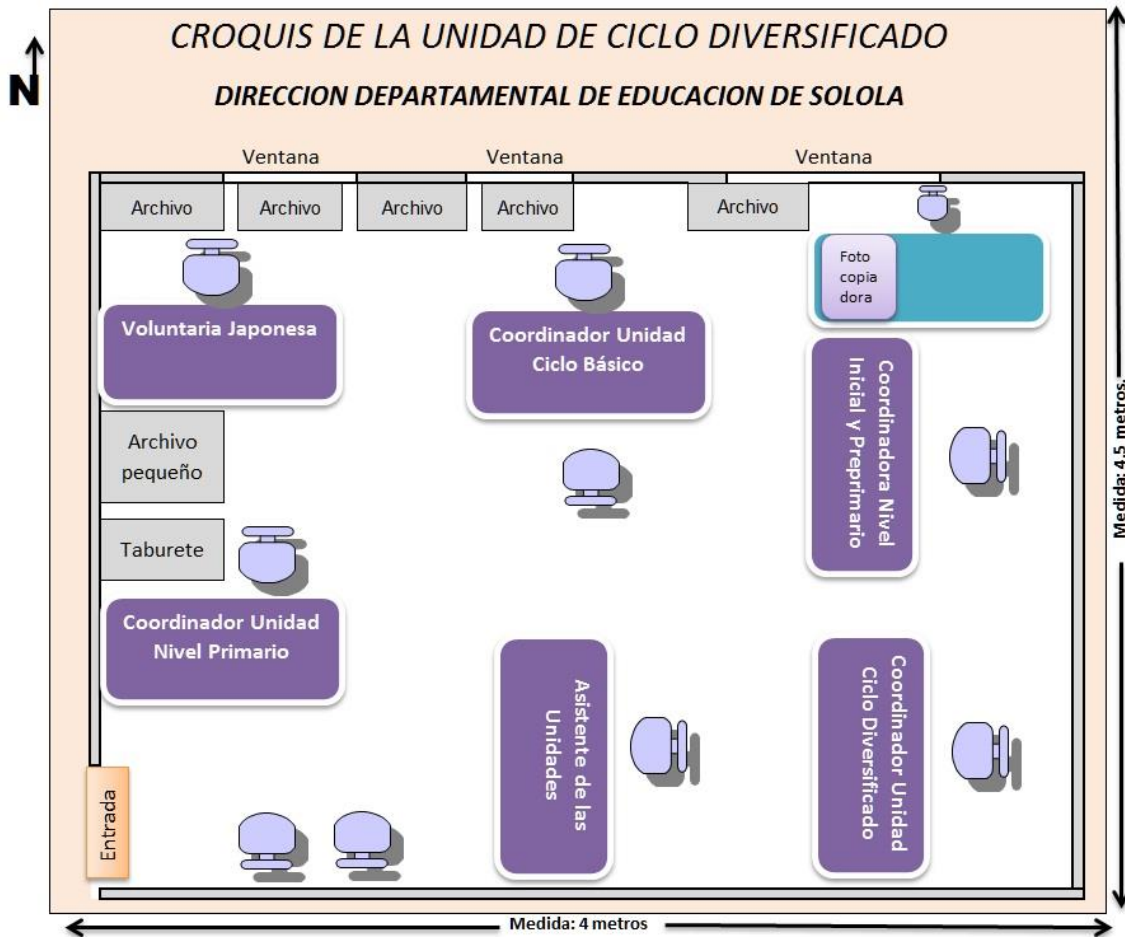 CROQUIS DE LA UNIDAD DE CICLO DIVERSIFICADO
N
DIRECCION DEPARTAMENTAL DE EDUCACION DE SOLOLA
Ventana
Ventana
Ventana
Archivo
Archivo
Archivo
Archivo
Archivo
Foto
copia
dora
Voluntaria Japonesa
Coordinador Unidad
Ciclo Básico
Coordinadora Nivel
Inicial y Preprimario
Archivo
pequeño
Taburete
Coordinador Unidad
Nivel Primario
Asistente de las
Unidades
Coordinador Unidad
Ciclo Diversificado
Entrada
Medida: 4.5 metros.
Medida: 4 metros